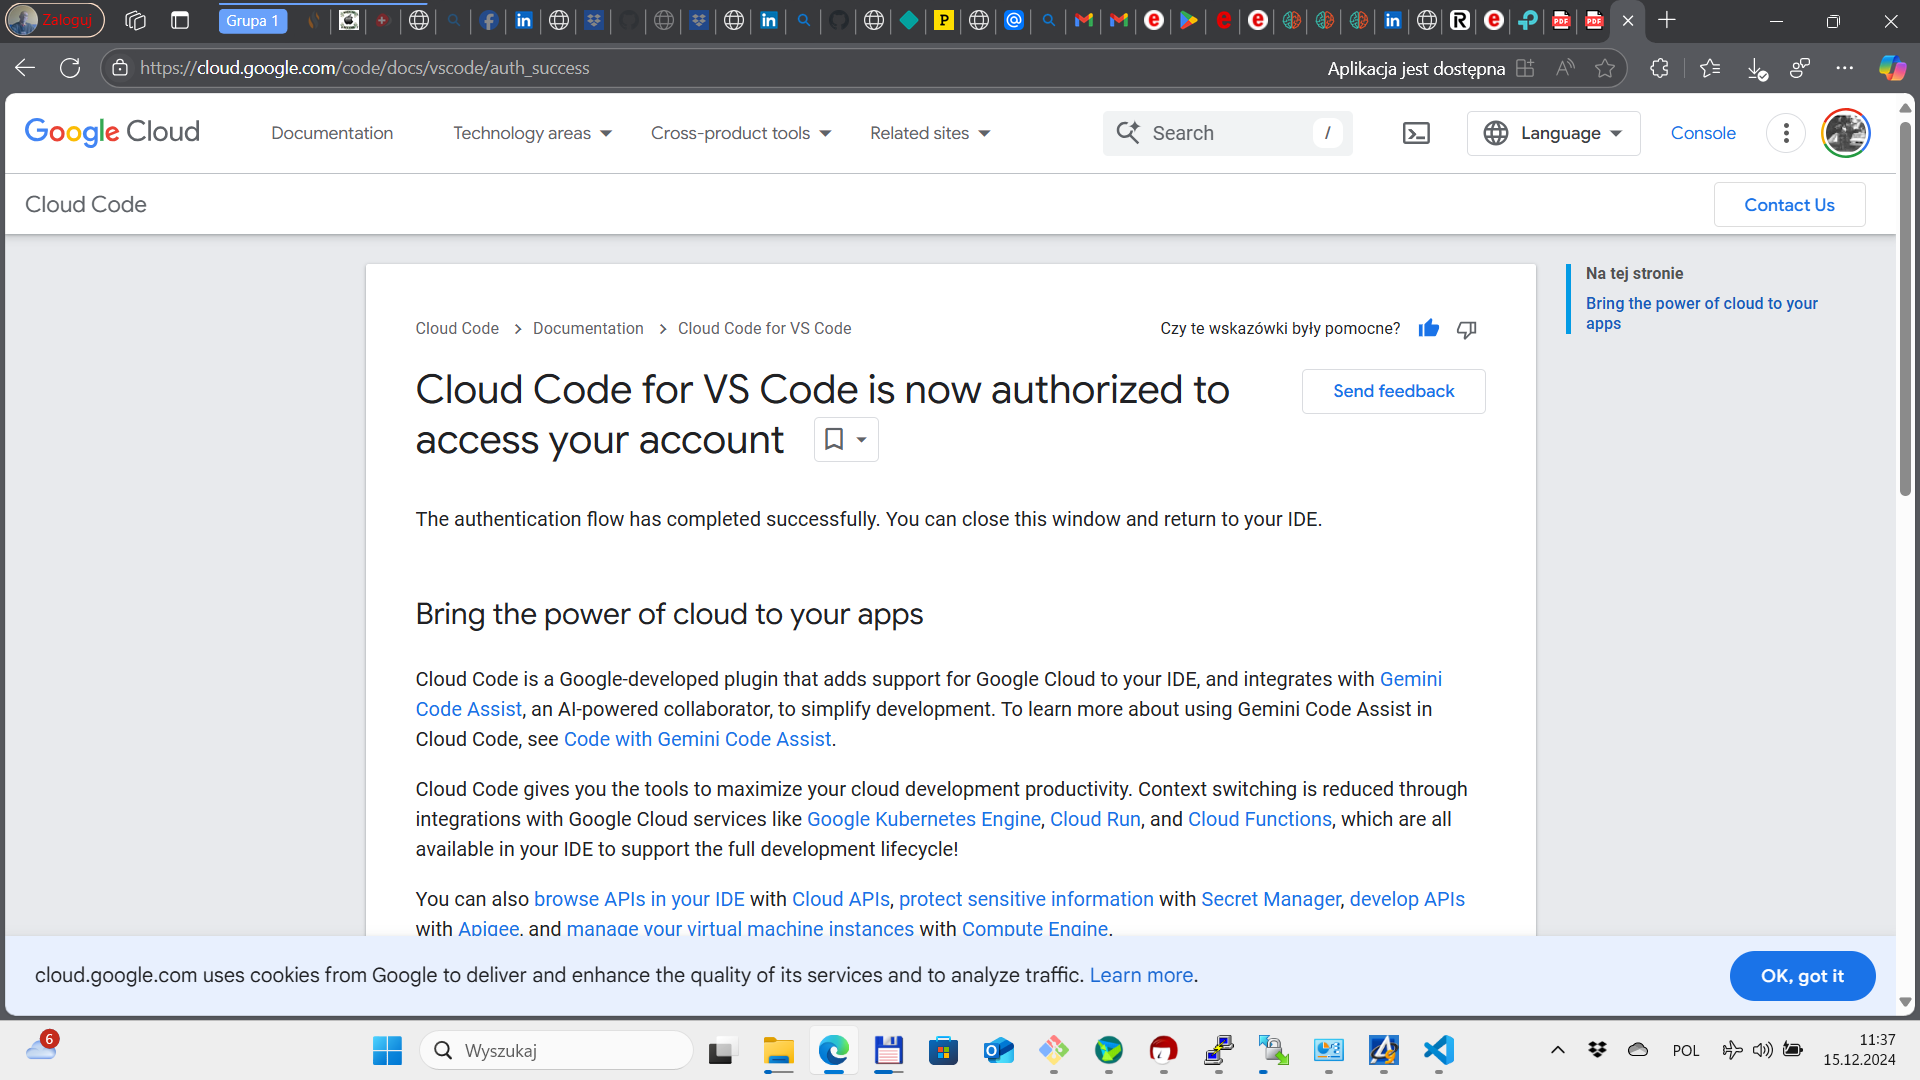 Zaloguj
Grupa 1
https://cloud.google.com/code/docs/vscode/auth_success
Aplikacja jest dostępna
Google Cloud
Documentation
Technology areas
Cross-product tools
Related sites
Search
/
Language
Console
Cloud Code
Contact Us
Cloud Code
Documentation
Cloud Code for VS Code
Czy te wskazówki były pomocne?
Na tej stronie
Bring the power of cloud to your
apps
Cloud Code for VS Code is now authorized to
access your account
Send feedback
The authentication flow has completed successfully. You can close this window and return to your IDE.
Bring the power of cloud to your apps
Cloud Code is a Google-developed plugin that adds support for Google Cloud to your IDE, and integrates with Gemini
Code Assist, an AI-powered collaborator, to simplify development. To learn more about using Gemini Code Assist in
Cloud Code, see Code with Gemini Code Assist.
Cloud Code gives you the tools to maximize your cloud development productivity. Context switching is reduced through
integrations with Google Cloud services like Google Kubernetes Engine, Cloud Run, and Cloud Functions, which are all
available in your IDE to support the full development lifecycle!
You can also browse APIs in your IDE with Cloud APIs, protect sensitive information with Secret Manager, develop APIs
with Apigee, and manage your virtual machine instances with Compute Engine.
cloud.google.com uses cookies from Google to deliver and enhance the quality of its services and to analyze traffic. Learn more.
OK, got it
6
Wyszukaj
POL
11:37
15.12.2024